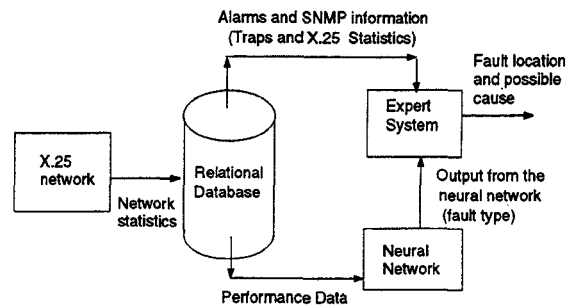 Alarms and SNMP information
(Traps and X.25 Statistics)
Fault location
and possible
cause
Expert
System
X.25
network
Relational
Database
Network
statistics
Output from the
neural network
(fault type)
Neural
Network
Performance Data